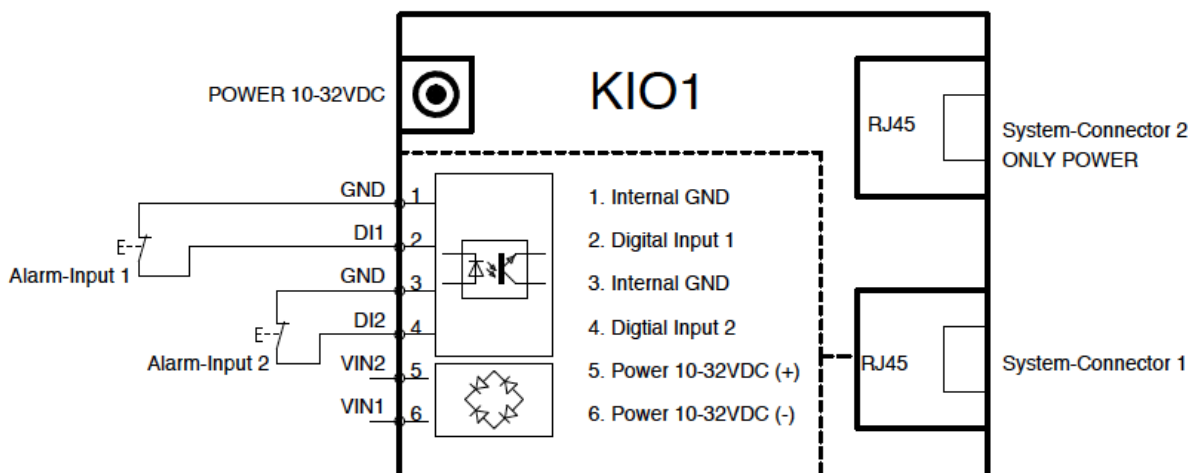 KIO1
POWER 10-32VDC
RJ45
System-Connector 2
ONLY POWER
GND
1
1. Internal GND
DI1
2
2. Digital Input 1
Alarm-Input 1
GND
3
3. Internal GND
DI2
4
4. Digtial Input 2
Alarm-Input 2
VIN2
5
5. Power 10-32VDC (+)
RJ45
System-Connector 1
VIN1
6
6. Power 10-32VDC (-)